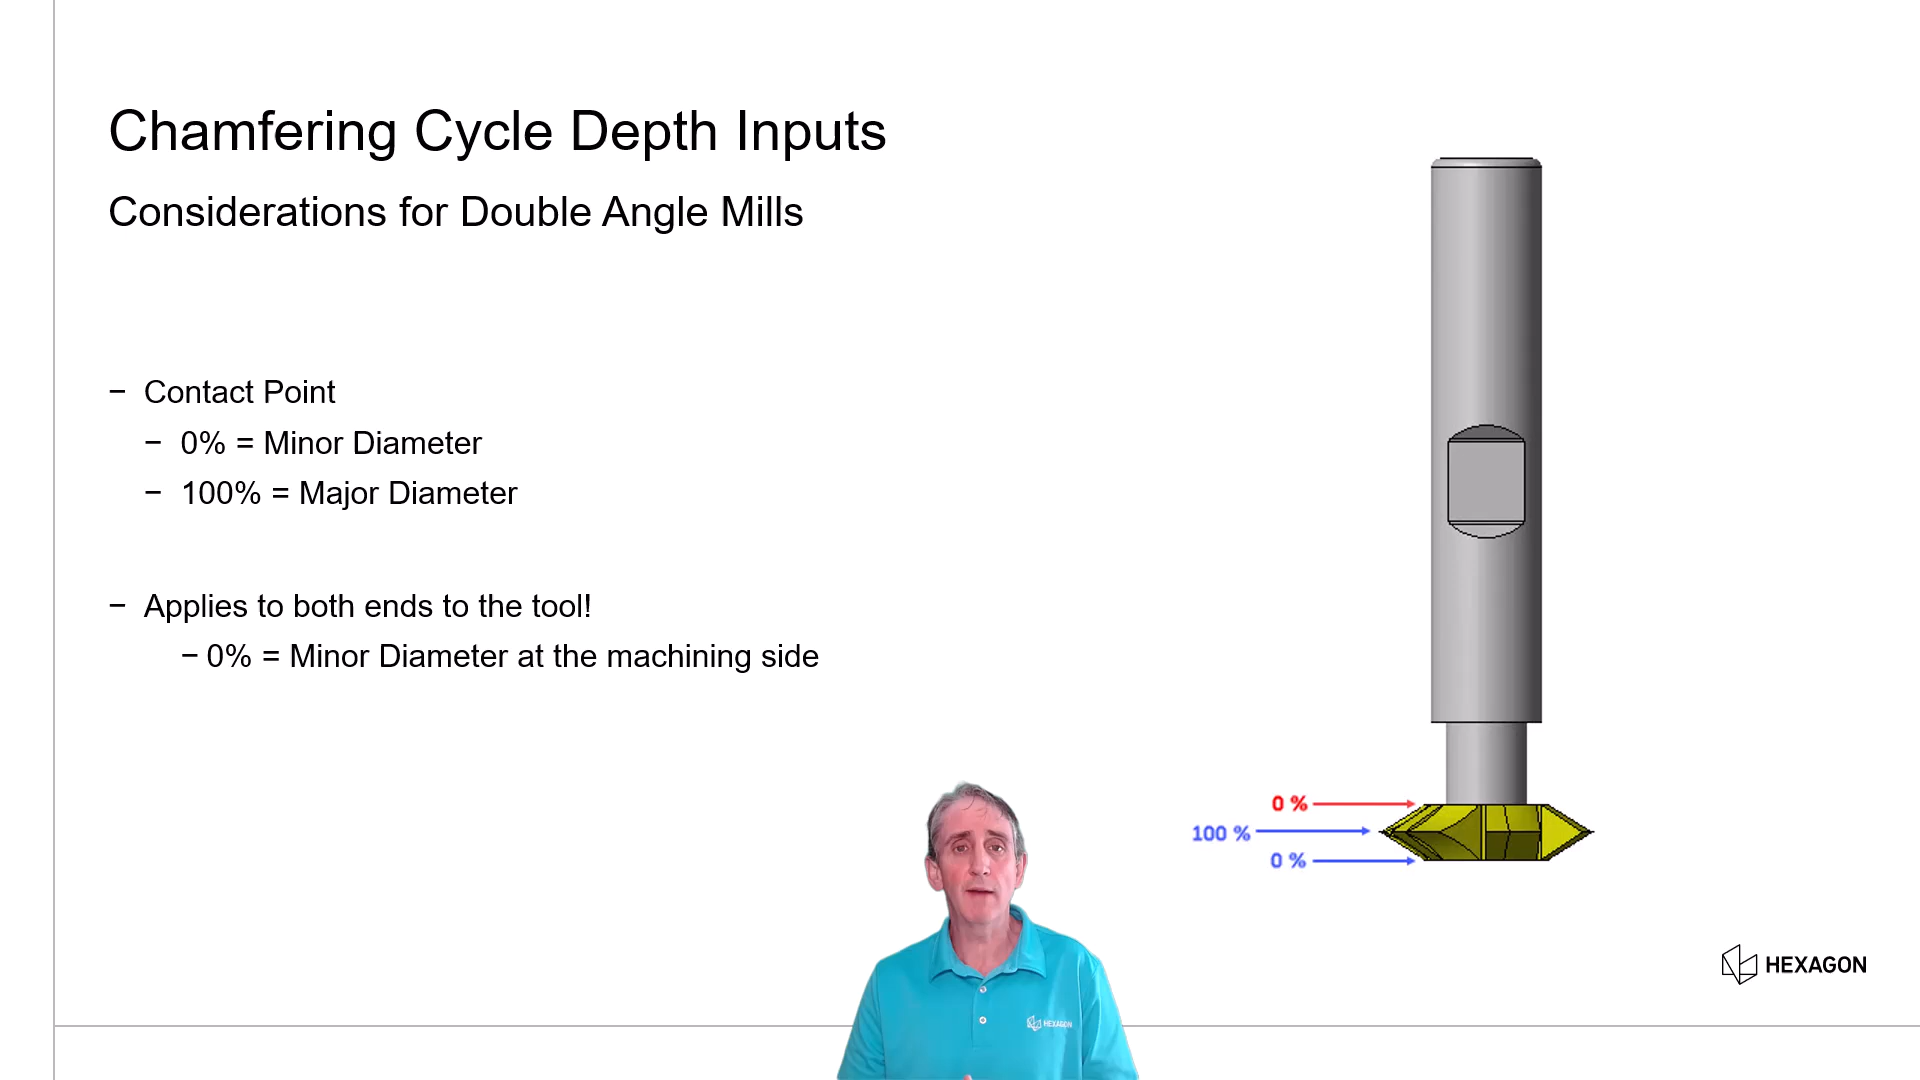 Chamfering Cycle Depth Inputs
Considerations for Double Angle Mills
− Contact Point
− 0% = Minor Diameter
− 100% = Major Diameter
− Applies to both ends to the tool!
− 0% = Minor Diameter at the machining side
0 %
100 %
0 %
HEXAGON
HEXAGON